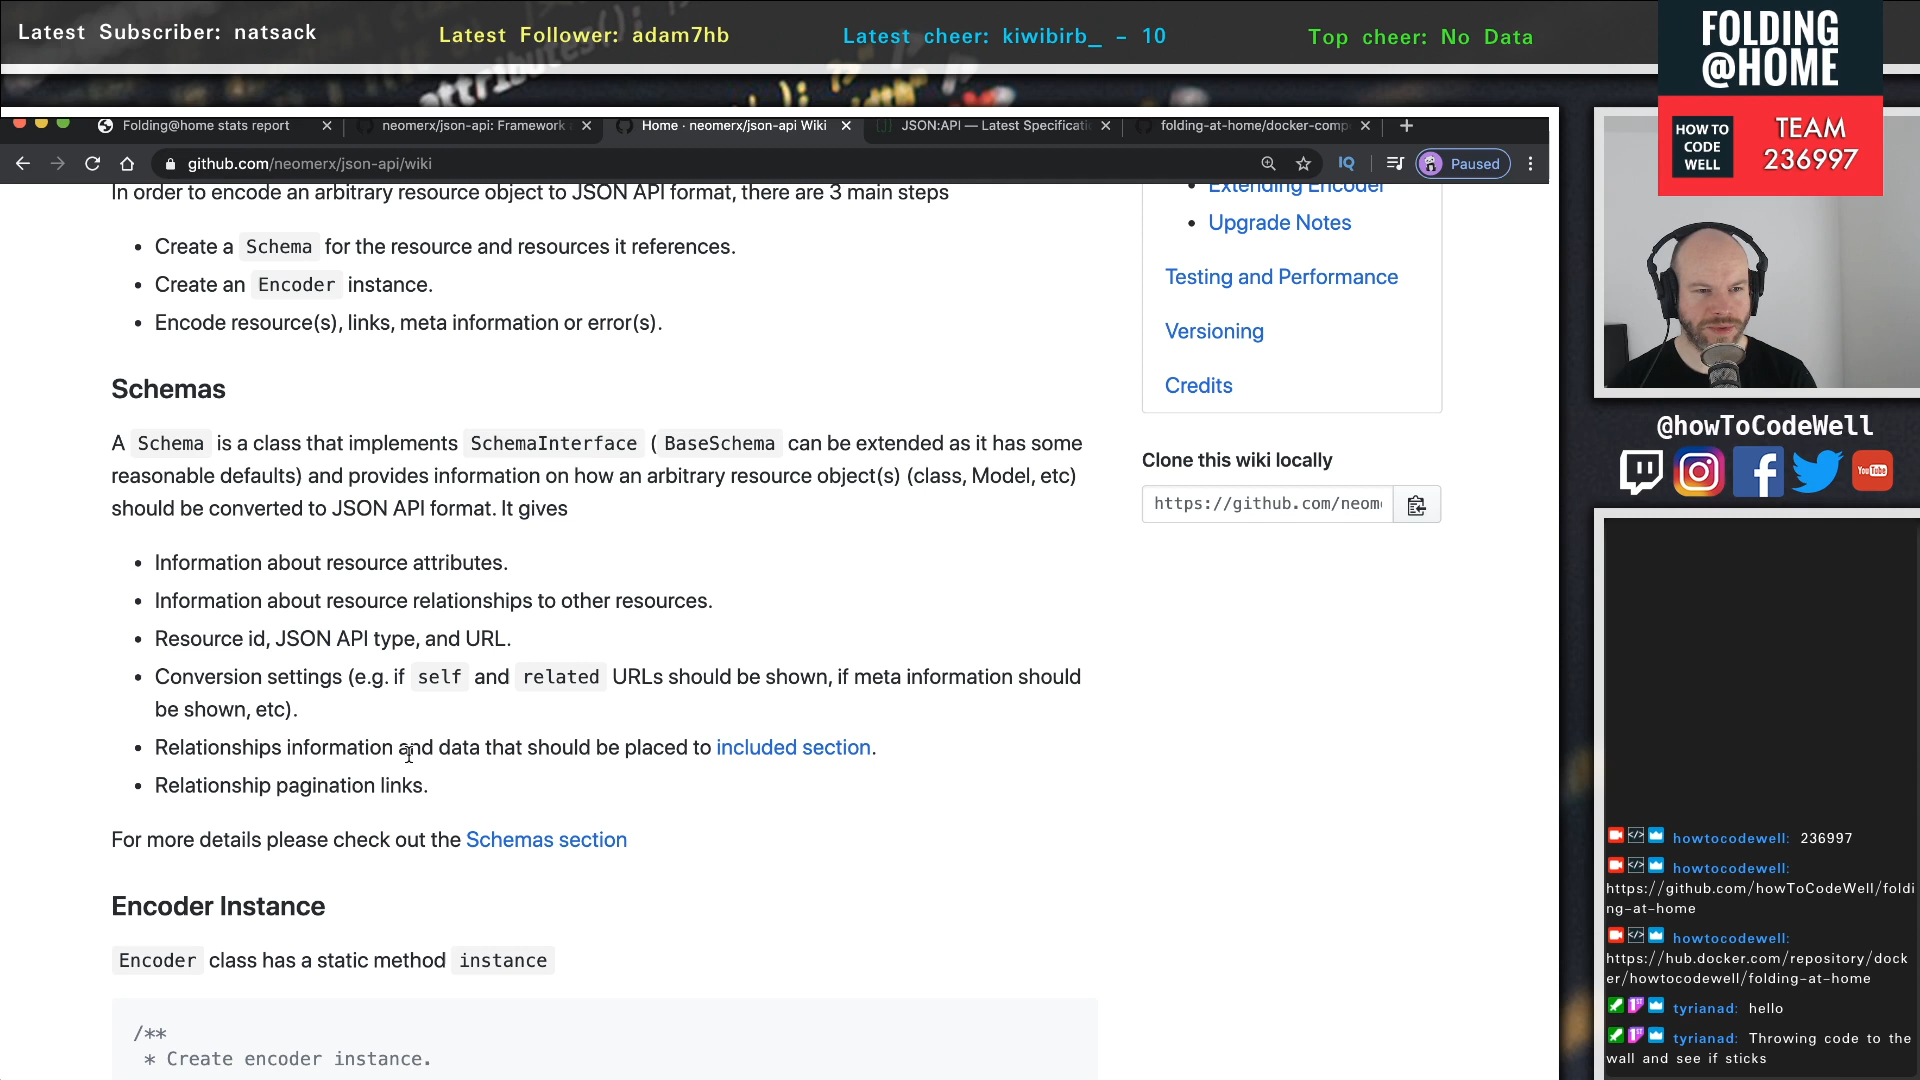 Latest Subscriber: natsack
Latest Follower: adam7hb
Latest cheer: kiwibirb_ - 10
Top cheer: No Data
FOLDING
@HOME
HOW TO
CODE
WELL
TEAM
236997
Folding@home stats report
neomerx/json-api: Framework
Home · neomerx/json-api Wiki
JSON:API — Latest Specificati
folding-at-home/docker-comp
github.com/neomerx/json-api/wiki
IQ
Paused
In order to encode an arbitrary resource object to JSON API format, there are 3 main steps
• Create a Schema for the resource and resources it references.
• Create an Encoder instance.
• Encode resource(s), links, meta information or error(s).
Schemas
A Schema is a class that implements SchemaInterface ( BaseSchema can be extended as it has some
reasonable defaults) and provides information on how an arbitrary resource object(s) (class, Model, etc)
should be converted to JSON API format. It gives
• Information about resource attributes.
• Information about resource relationships to other resources.
• Resource id, JSON API type, and URL.
• Conversion settings (e.g. if self and related URLs should be shown, if meta information should
be shown, etc).
• Relationships information and data that should be placed to included section.
• Relationship pagination links.
For more details please check out the Schemas section
Encoder Instance
Encoder class has a static method instance
/**
* Create encoder instance.
• Extending Encoder
• Upgrade Notes
Testing and Performance
Versioning
Credits
Clone this wiki locally
https://github.com/neom
@howToCodeWell
YouTube
howtocodewell: 236997
howtocodewell:
https://github.com/howToCodeWell/foldi
ng-at-home
howtocodewell:
https://hub.docker.com/repository/dock
er/howtocodewell/folding-at-home
tyrianad: hello
tyrianad: Throwing code to the
wall and see if sticks